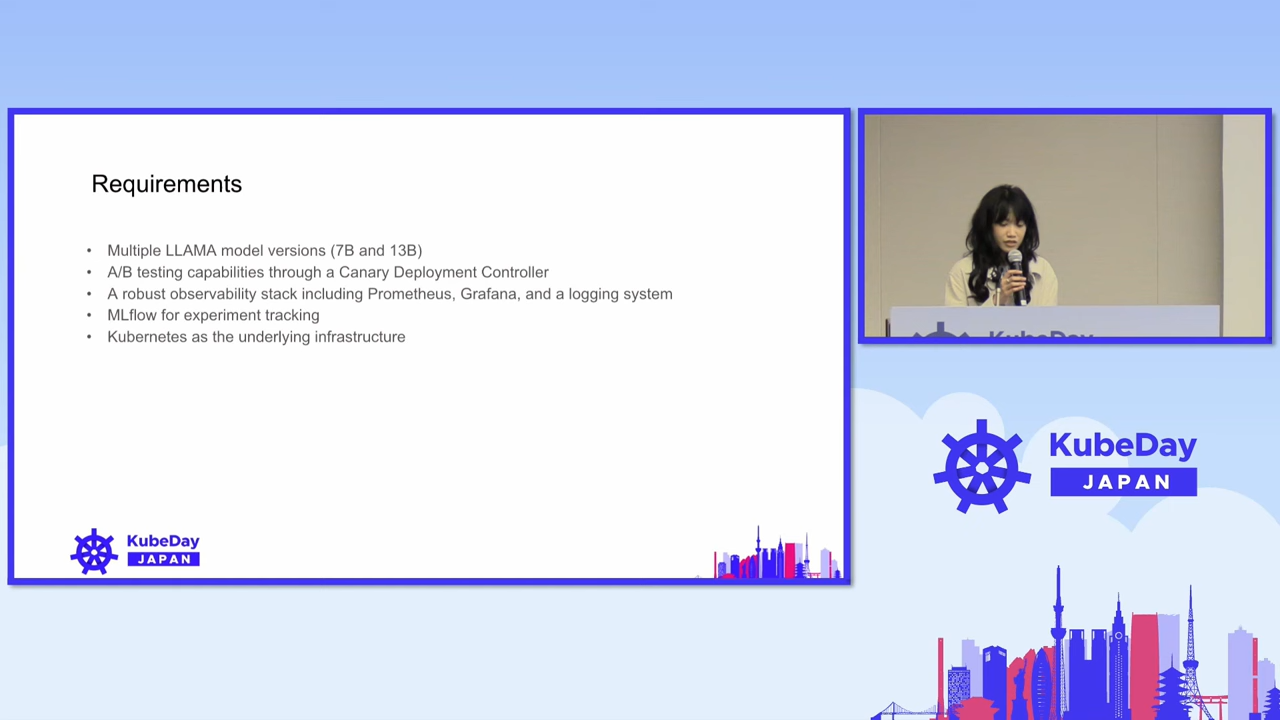 Requirements
• Multiple LLAMA model versions (7B and 13B)
• A/B testing capabilities through a Canary Deployment Controller
• A robust observability stack including Prometheus, Grafana, and a logging system
• MLflow for experiment tracking
• Kubernetes as the underlying infrastructure
KubeDay
JAPAN
KubeDay
KubeDay
JAPAN